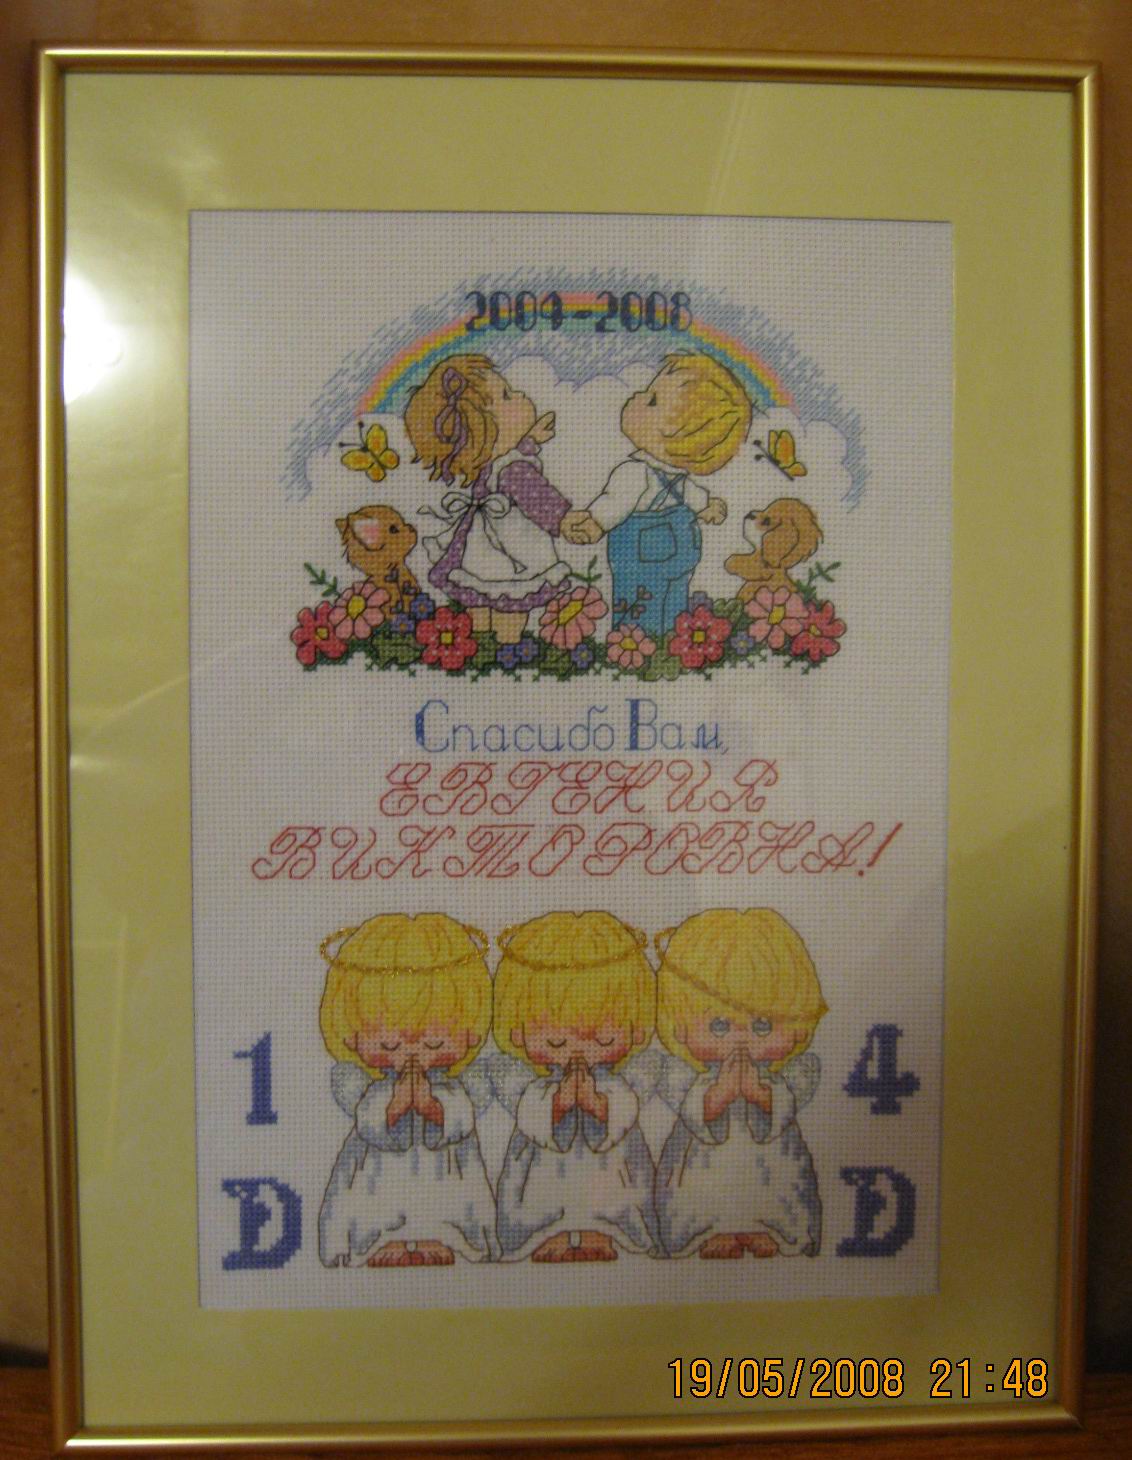 2004-2008
Спасибо Вам,
ЕВГЕНИЯ
ВИКТОРОВНА!
1 4
D D
19/05/2008 21:48